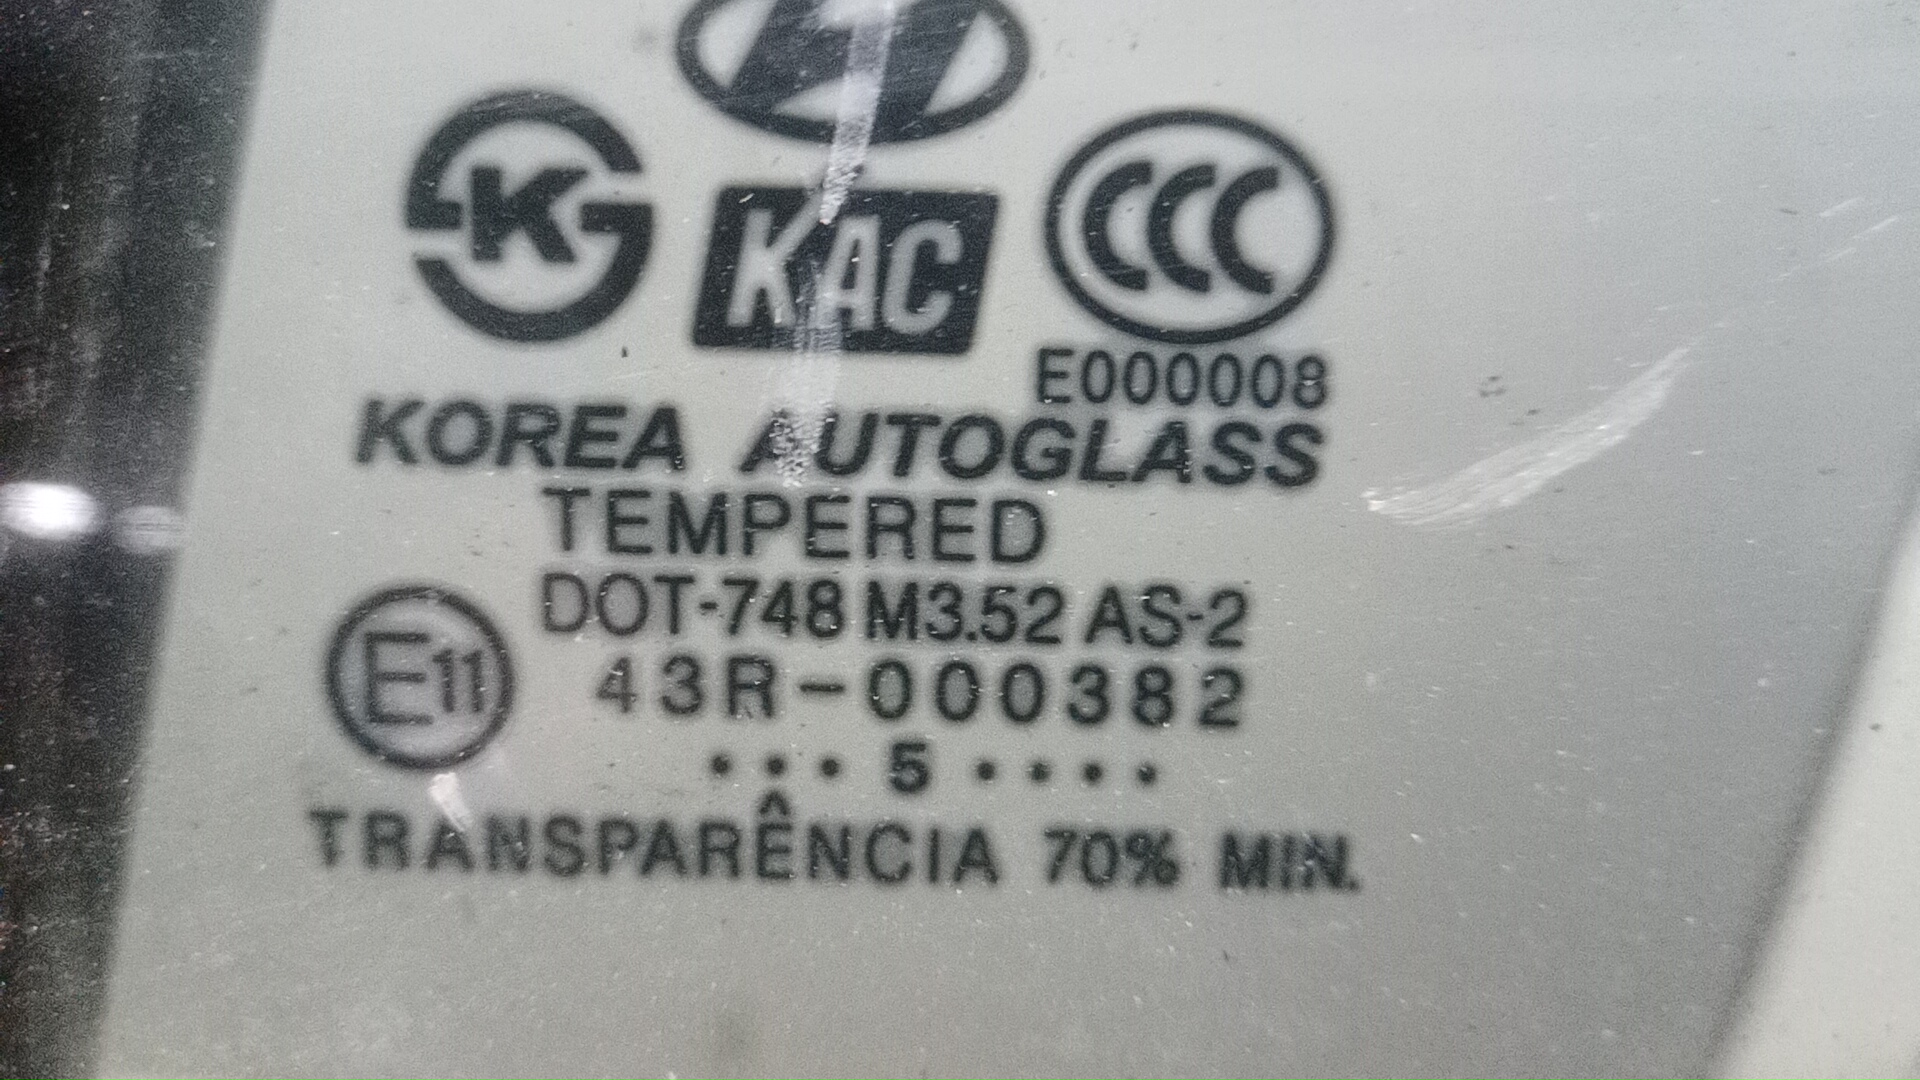 K
KAC
CCC
E000008
KOREA AUTOGLASS
TEMPERED
DOT-748 M3.52 AS-2
E11
43R-000382
• • • 5 • • • •
TRANSPARÊNCIA 70% MIN.